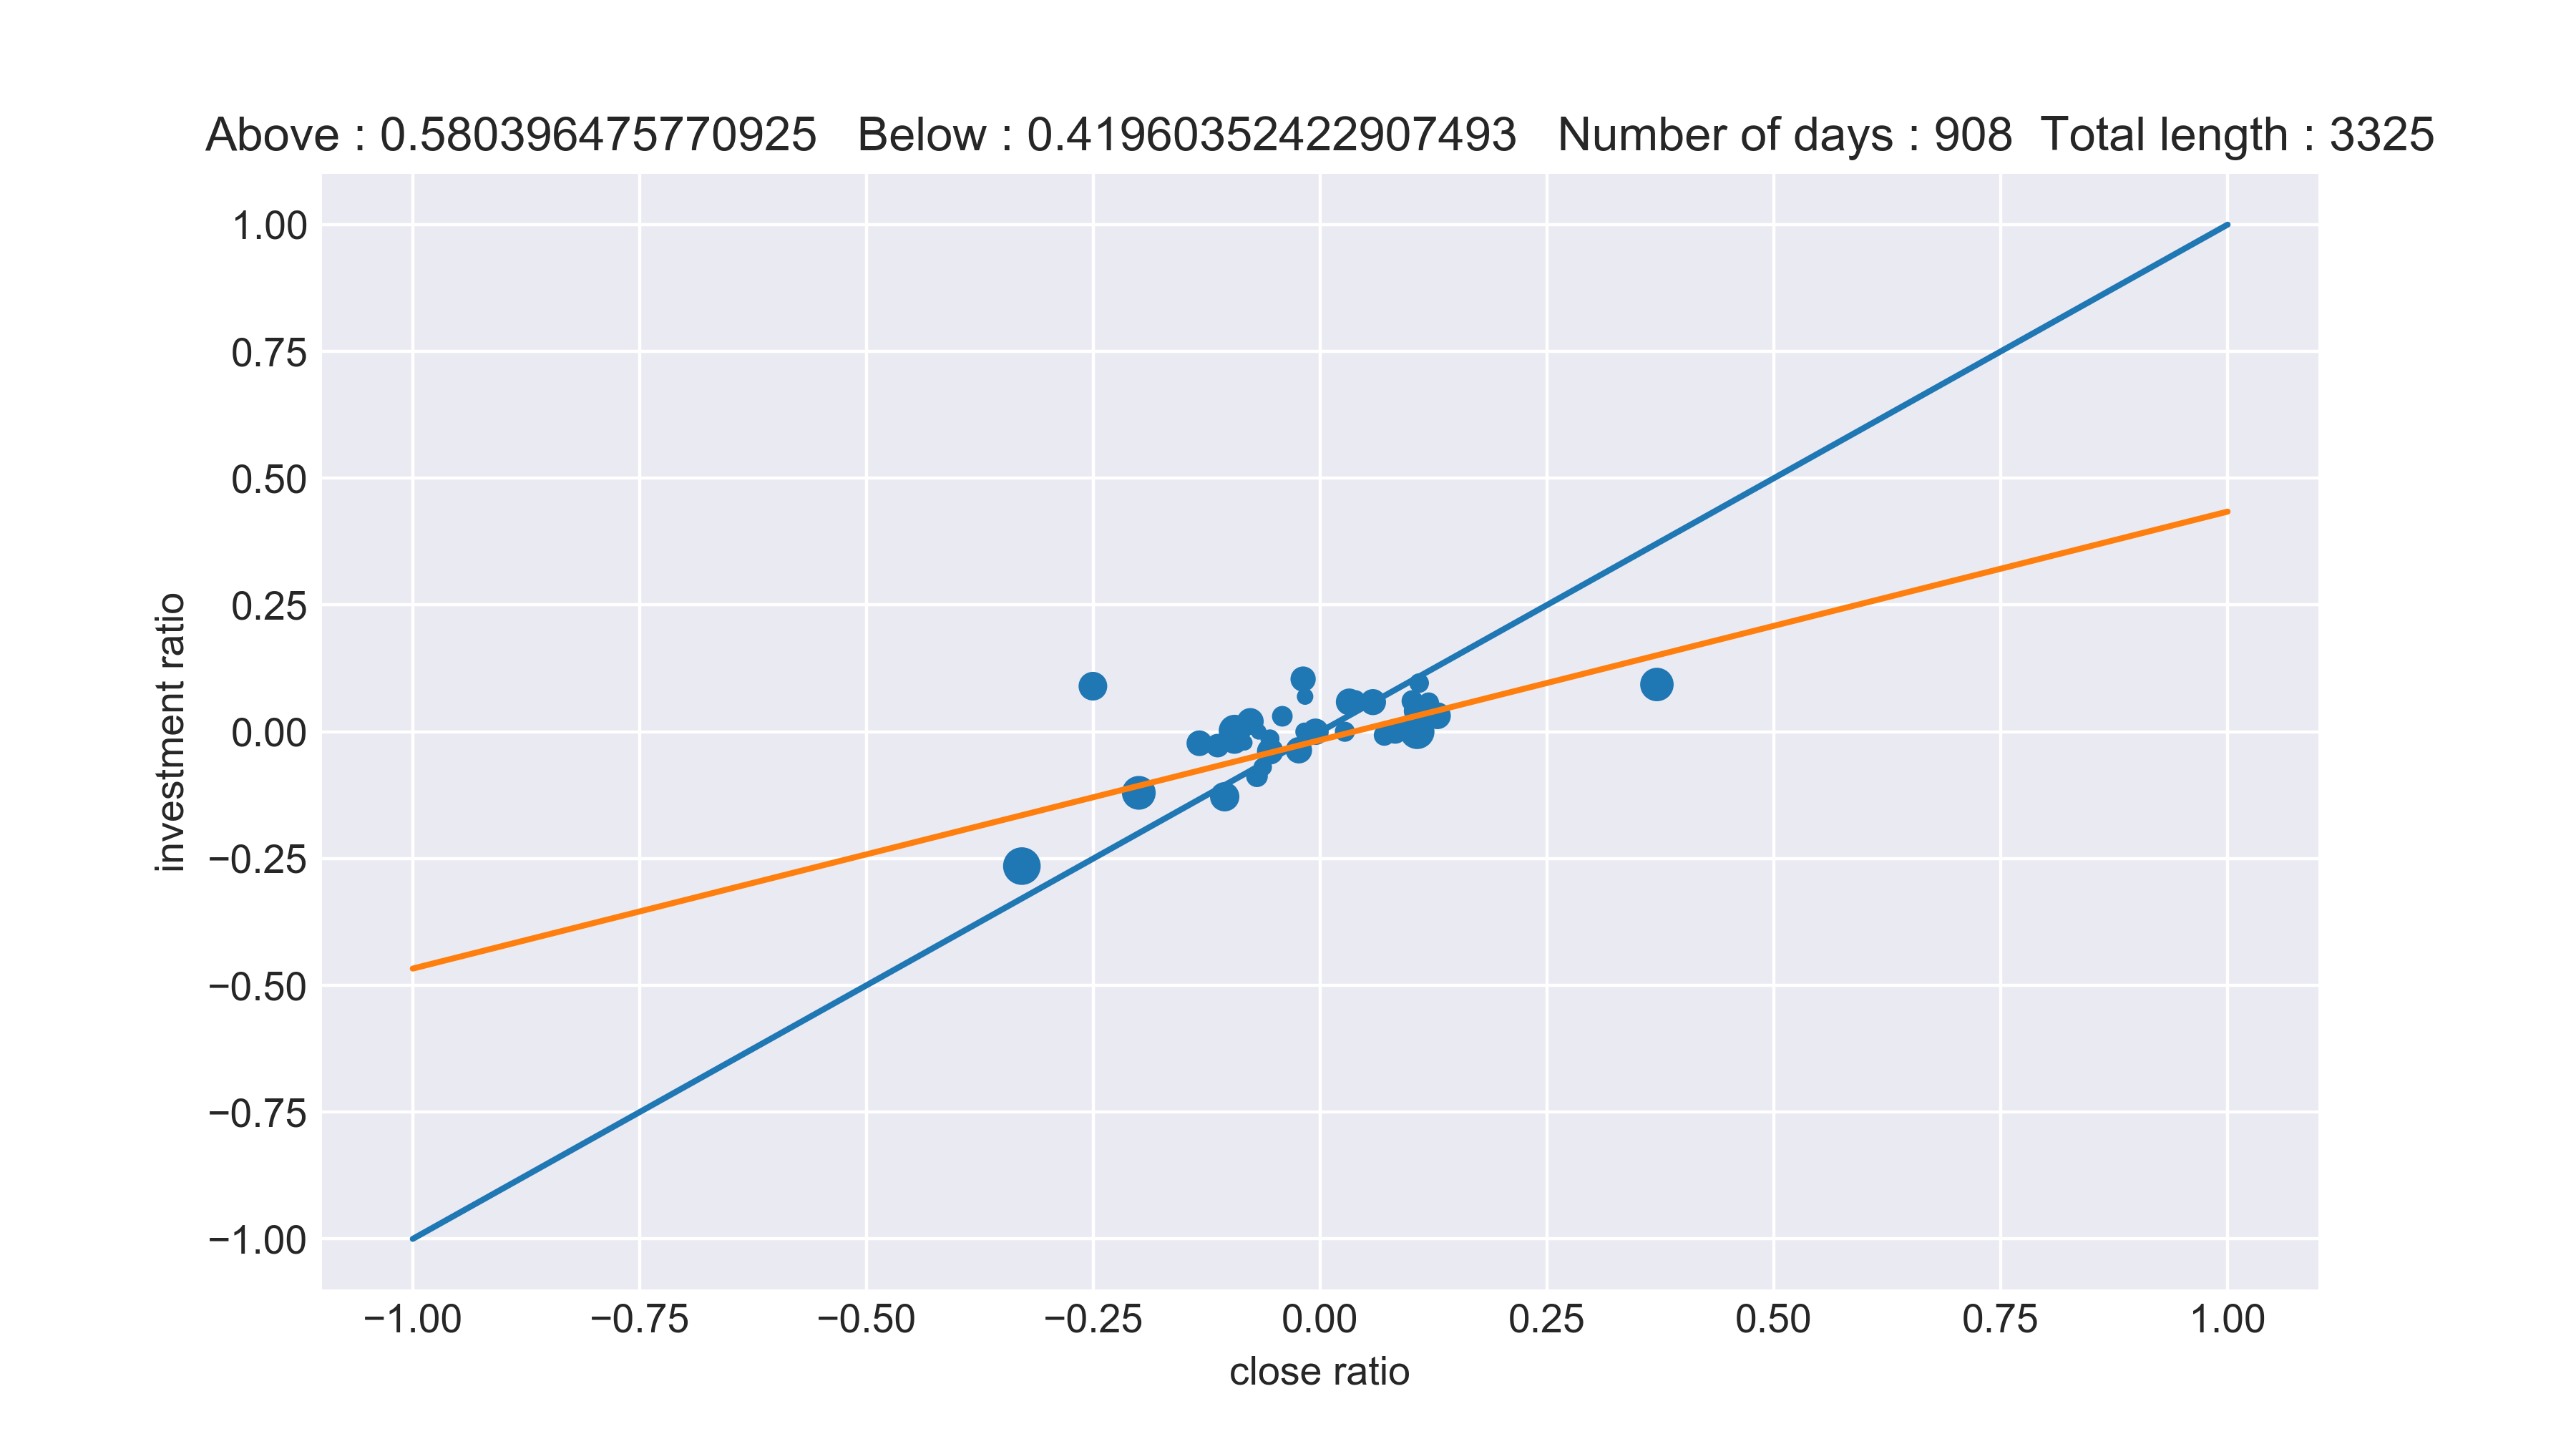 Above : 0.580396475770925   Below : 0.41960352422907493   Number of days : 908  Total length : 3325
1.00
0.75
0.50
0.25
0.00
−0.25
−0.50
−0.75
−1.00
investment ratio
−1.00 −0.75 −0.50 −0.25 0.00 0.25 0.50 0.75 1.00
close ratio